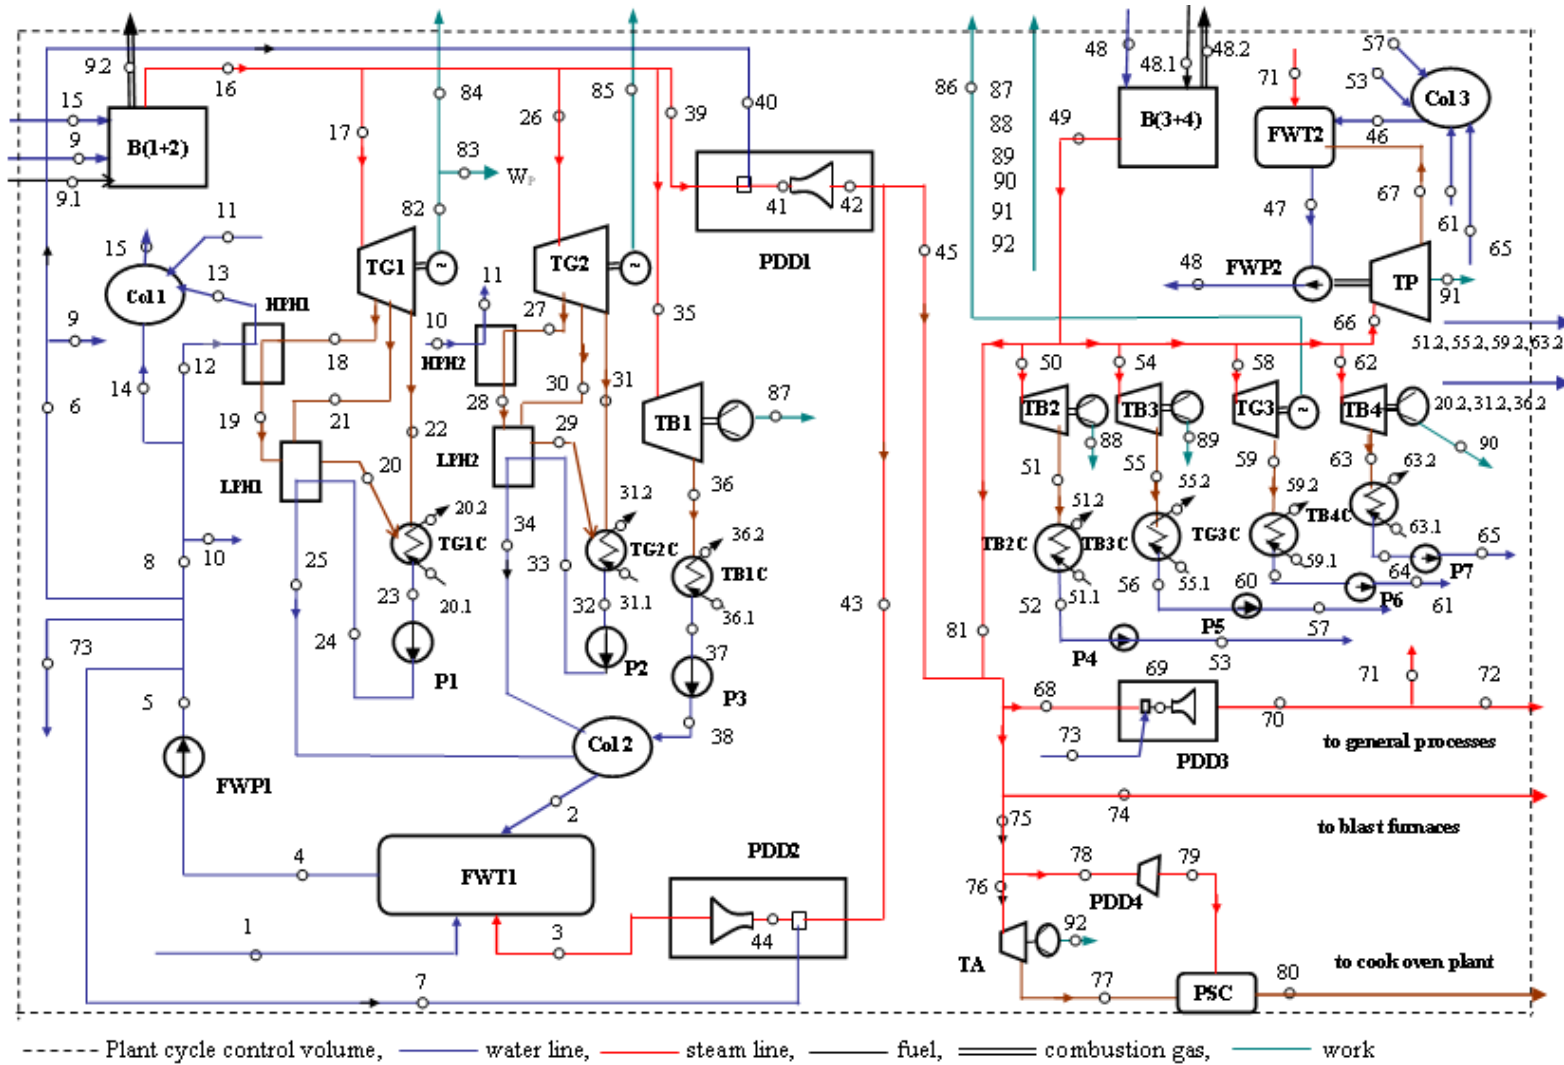 9.2
16
84
85
86
87
88
89
90
91
92
48
48.1
48.2
57
53
Col 3
71
FWT2
46
15
9
9.1
B(1+2)
17
26
39
40
49
B(3+4)
83
W_P
82
41
42
PDD1
47
67
61
65
11
15
13
Col 1
HPH1
TG1
~
TG2
~
11
27
10
HPH2
35
45
48
FWP2
TP
91
66
51.2, 55.2, 59.2, 63.2
9
12
14
6
18
19
21
22
20
LPH1
28
30
31
29
LPH2
TB1
87
50
54
58
62
TB2
TB3
TG3
~
TB4
20.2, 31.2, 36.2
88
89
90
51
55
59
63
63.2
8
10
25
24
20.2
TG1C
23
20.1
34
33
31.2
TG2C
32
31.1
36
36.2
TB1C
36.1
43
51.2
TB2C
51.1
52
55.2
TB3C
55.1
56
59.2
TG3C
59.1
60
TB4C
63.1
64
65
P7
P6
61
P5
57
P4
53
73
5
P1
P2
37
P3
38
81
68
69
71
72
70
73
PDD3
to general processes
FWP1
Col 2
2
74
75
to blast furnaces
4
FWT1
PDD2
78
79
76
PDD4
1
3
44
92
TA
to cook oven plant
7
77
PSC
80
Plant cycle control volume, water line, steam line, fuel, combustion gas, work